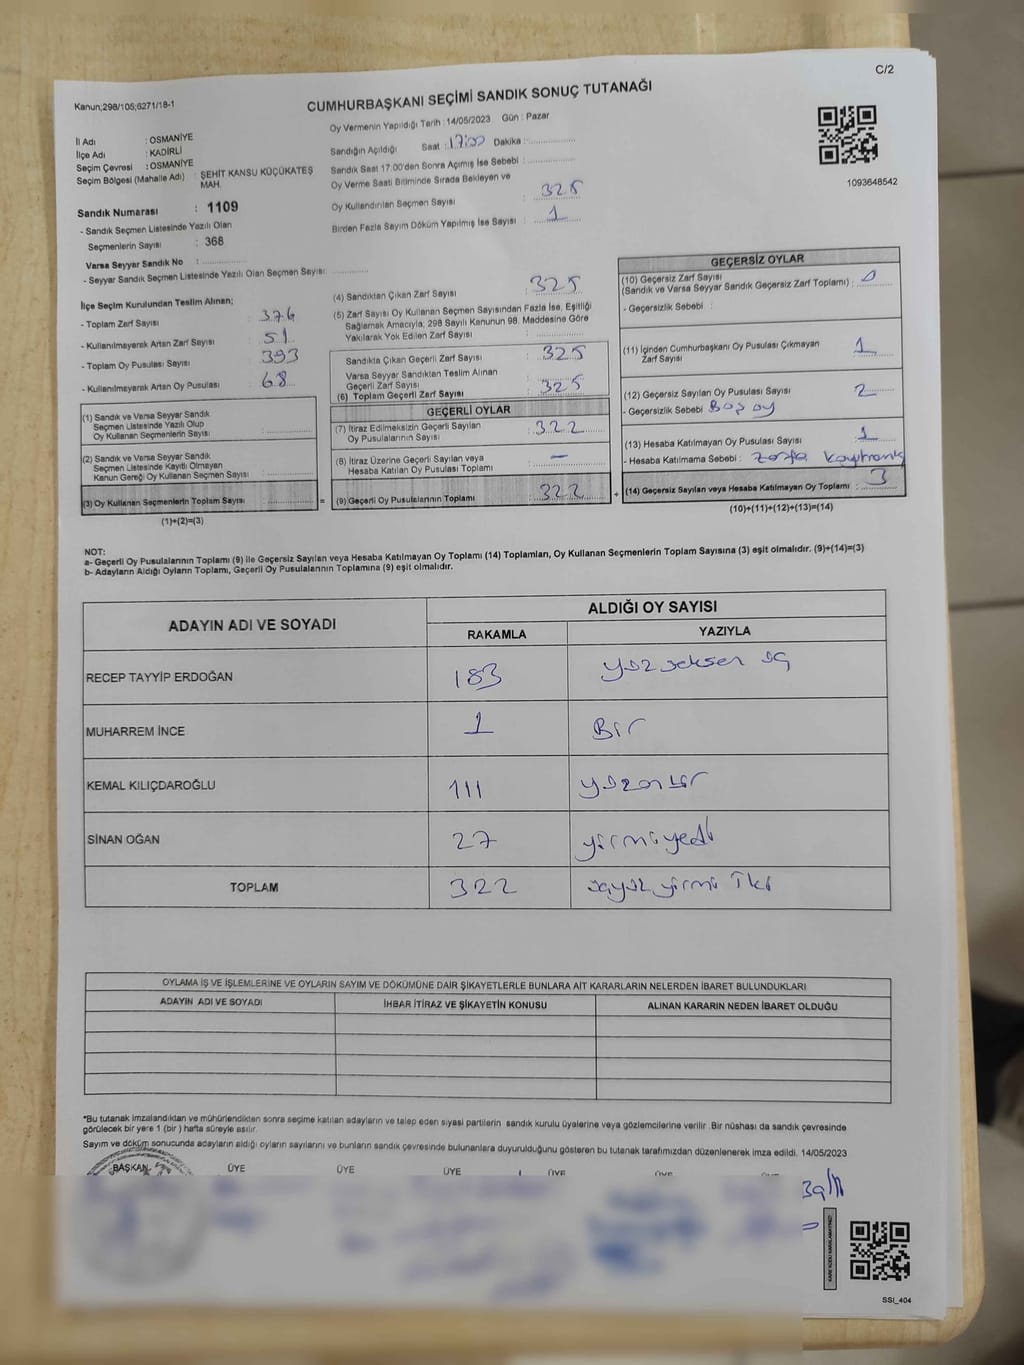 C/2
Kanun;298/105;6271/18-1
CUMHURBAŞKANI SEÇİMİ SANDIK SONUÇ TUTANAĞI
Oy Vermenin Yapıldığı Tarih : 14/05/2023 Gün : Pazar
İl Adı : OSMANİYE
İlçe Adı : KADİRLİ
Seçim Çevresi : OSMANİYE
Seçim Bölgesi (Mahalle Adı) : ŞEHİT KANSU KÜÇÜKATEŞ MAH.
Sandık Numarası : 1109
- Sandık Seçmen Listesinde Yazılı Olan
Seçmenlerin Sayısı : 368
Varsa Seyyar Sandık No :
- Seyyar Sandık Seçmen Listesinde Yazılı Olan Seçmen Sayısı:
Sandığın Açıldığı Saat : 17:00 Dakika :
Sandık Saat 17.00'den Sonra Açımış İse Sebebi :
Oy Verme Saati Bitiminde Sırada Bekleyen ve
Oy Kullandırılan Seçmen Sayısı : 325
Birden Fazla Sayım Döküm Yapılmış İse Sayısı : 1
1093648542
İlçe Seçim Kurulundan Teslim Alınan;
- Toplam Zarf Sayısı : 376
- Kullanılmayarak Artan Zarf Sayısı : 51
- Toplam Oy Pusulası Sayısı : 393
- Kullanılmayarak Artan Oy Pusulası : 68
(1) Sandık ve Varsa Seyyar Sandık
Seçmen Listesinde Yazılı Olup
Oy Kullanan Seçmenlerin Sayısı :
(2) Sandık ve Varsa Seyyar Sandık
Seçmen Listesinde Kayıtlı Olmayan
Kanun Gereği Oy Kullanan Seçmen Sayısı :
(3) Oy Kullanan Seçmenlerin Toplam Sayısı :
(1)+(2)=(3)
=
(4) Sandıktan Çıkan Zarf Sayısı : 325
(5) Zarf Sayısı Oy Kullanan Seçmen Sayısından Fazla İse, Eşitliği
Sağlamak Amacıyla, 298 Sayılı Kanunun 98. Maddesine Göre
Yakılarak Yok Edilen Zarf Sayısı :
Sandıkta Çıkan Geçerli Zarf Sayısı : 325
Varsa Seyyar Sandıktan Teslim Alınan
Geçerli Zarf Sayısı :
(6) Toplam Geçerli Zarf Sayısı : 325
GEÇERLİ OYLAR
(7) İtiraz Edilmeksizin Geçerli Sayılan
Oy Pusulalarının Sayısı : 322
(8) İtiraz Üzerine Geçerli Sayılan veya
Hesaba Katılan Oy Pusulası Toplamı : –
(9) Geçerli Oy Pusulalarının Toplamı : 322
+
GEÇERSİZ OYLAR
(10) Geçersiz Zarf Sayısı
(Sandık ve Varsa Seyyar Sandık Geçersiz Zarf Toplamı) : 0
- Geçersizlik Sebebi :
(11) İçinden Cumhurbaşkanı Oy Pusulası Çıkmayan
Zarf Sayısı : 1
(12) Geçersiz Sayılan Oy Pusulası Sayısı : 2
- Geçersizlik Sebebi Boş oy
(13) Hesaba Katılmayan Oy Pusulası Sayısı : 1
- Hesaba Katılmama Sebebi :
(14) Geçersiz Sayılan veya Hesaba Katılmayan Oy Toplamı : 3
(10)+(11)+(12)+(13)=(14)
NOT:
a- Geçerli Oy Pusulalarının Toplamı (9) ile Geçersiz Sayılan veya Hesaba Katılmayan Oy Toplamı (14) Toplamları, Oy Kullanan Seçmenlerin Toplam Sayısına (3) eşit olmalıdır. (9)+(14)=(3)
b- Adayların Aldığı Oyların Toplamı, Geçerli Oy Pusulalarının Toplamına (9) eşit olmalıdır.
ADAYIN ADI VE SOYADI
ALDIĞI OY SAYISI
RAKAMLA YAZIYLA
RECEP TAYYİP ERDOĞAN 183 yüz seksen üç
MUHARREM İNCE 1 Bir
KEMAL KILIÇDAROĞLU 111 yüzonbir
SİNAN OĞAN 27 yirmiyedi
TOPLAM 322 üçyüz yirmi iki
OYLAMA İŞ VE İŞLEMLERİNE VE OYLARIN SAYIM VE DÖKÜMÜNE DAİR ŞİKAYETLERLE BUNLARA AİT KARARLARIN NELERDEN İBARET BULUNDUKLARI
ADAYIN ADI VE SOYADI İHBAR İTİRAZ VE ŞİKAYETİN KONUSU ALINAN KARARIN NEDEN İBARET OLDUĞU
*Bu tutanak imzalandıktan ve mühürlendikten sonra seçime katılan adayların ve talep eden siyasi partilerin sandık kurulu üyelerine veya gözlemcilerine verilir. Bir nüshası da sandık çevresinde
görülecek bir yere 1 (bir ) hafta süreyle asılır.
Sayım ve döküm sonucunda adayların aldığı oyların sayılarını ve bunların sandık çevresinde bulunanlara duyurulduğunu gösteren bu tutanak tarafımızdan düzenlenerek imza edildi. 14/05/2023
BAŞKAN ÜYE ÜYE ÜYE ÜYE
SSI_404